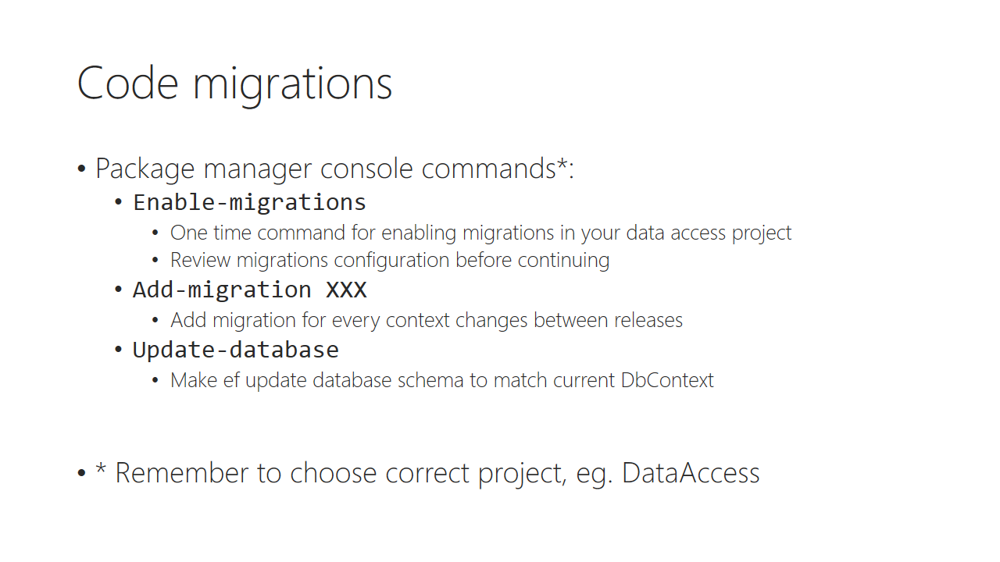 Code migrations
• Package manager console commands*:
• Enable-migrations
• One time command for enabling migrations in your data access project
• Review migrations configuration before continuing
• Add-migration XXX
• Add migration for every context changes between releases
• Update-database
• Make ef update database schema to match current DbContext
• * Remember to choose correct project, eg. DataAccess